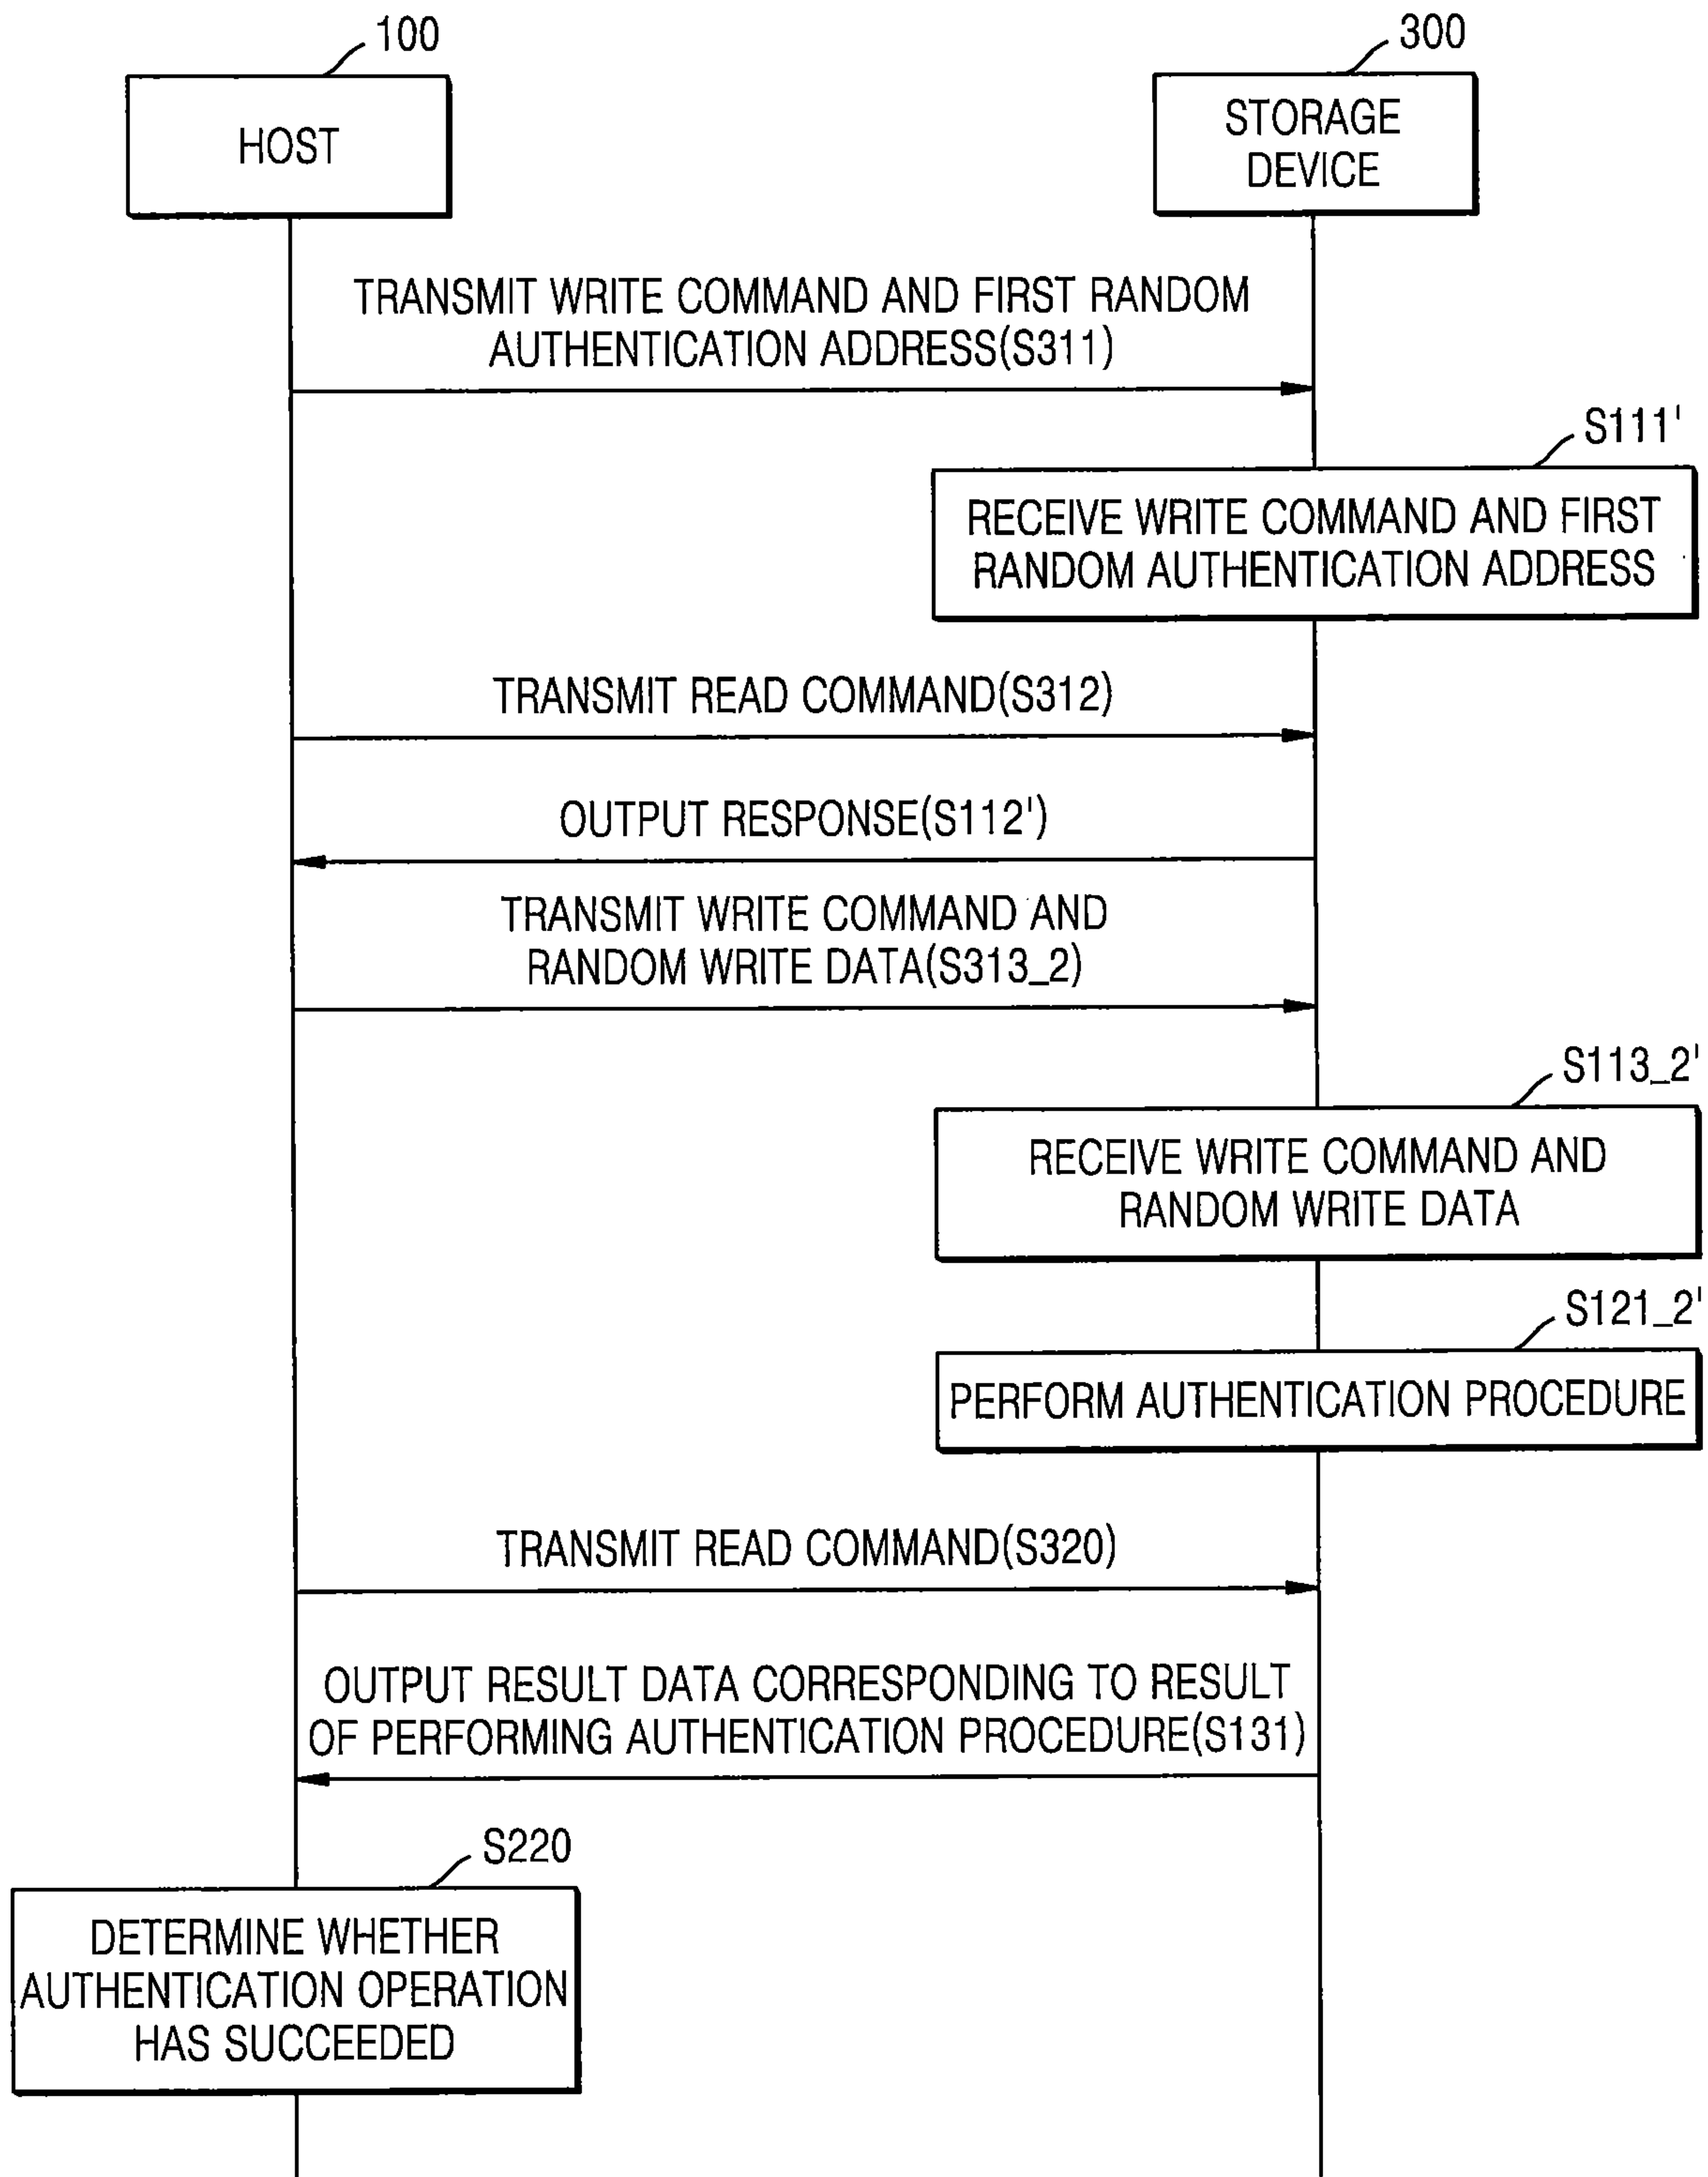 100
300
HOST
STORAGE
DEVICE
TRANSMIT WRITE COMMAND AND FIRST RANDOM
AUTHENTICATION ADDRESS(S311)
S111'
RECEIVE WRITE COMMAND AND FIRST
RANDOM AUTHENTICATION ADDRESS
TRANSMIT READ COMMAND(S312)
OUTPUT RESPONSE(S112')
TRANSMIT WRITE COMMAND AND
RANDOM WRITE DATA(S313_2)
S113_2'
RECEIVE WRITE COMMAND AND
RANDOM WRITE DATA
S121_2'
PERFORM AUTHENTICATION PROCEDURE
TRANSMIT READ COMMAND(S320)
OUTPUT RESULT DATA CORRESPONDING TO RESULT
OF PERFORMING AUTHENTICATION PROCEDURE(S131)
S220
DETERMINE WHETHER
AUTHENTICATION OPERATION
HAS SUCCEEDED